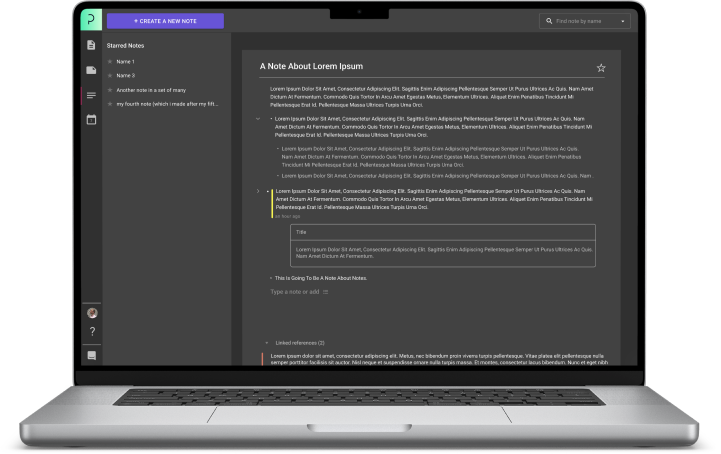 + CREATE A NEW NOTE
Find note by name
Starred Notes
Name 1
Name 3
Another note in a set of many
my fourth note (which i made after my fift...
A Note About Lorem Ipsum
Lorem Ipsum Dolor Sit Amet, Consectetur Adipiscing Elit. Sagittis Enim Adipiscing Pellentesque Semper Ut Purus Ultrices Ac Quis. Nam Amet
Dictum At Fermentum. Commodo Quis Tortor In Arcu Amet Egestas Metus, Elementum Ultrices. Aliquet Enim Penatibus Tincidunt Mi
Pellentesque Erat Id. Pellentesque Massa Ultrices Turpis Urna Orci.
• Lorem Ipsum Dolor Sit Amet, Consectetur Adipiscing Elit. Sagittis Enim Adipiscing Pellentesque Semper Ut Purus Ultrices Ac Quis. Nam
Amet Dictum At Fermentum. Commodo Quis Tortor In Arcu Amet Egestas Metus, Elementum Ultrices. Aliquet Enim Penatibus Tincidunt Mi
Pellentesque Erat Id. Pellentesque Massa Ultrices Turpis Urna Orci.
• Lorem Ipsum Dolor Sit Amet, Consectetur Adipiscing Elit. Sagittis Enim Adipiscing Pellentesque Semper Ut Purus Ultrices Ac Quis.
Nam Amet Dictum At Fermentum. Commodo Quis Tortor In Arcu Amet Egestas Metus, Elementum Ultrices. Aliquet Enim Penatibus
Tincidunt Mi Pellentesque Erat Id. Pellentesque Massa Ultrices Turpis Urna Orci.
• Lorem Ipsum Dolor Sit Amet, Consectetur Adipiscing Elit. Sagittis Enim Adipiscing Pellentesque Semper Ut Purus Ultrices Ac Quis. Nam .
• Lorem Ipsum Dolor Sit Amet, Consectetur Adipiscing Elit. Sagittis Enim Adipiscing Pellentesque Semper Ut Purus Ultrices Ac Quis. Nam
Amet Dictum At Fermentum. Commodo Quis Tortor In Arcu Amet Egestas Metus, Elementum Ultrices. Aliquet Enim Penatibus Tincidunt Mi
Pellentesque Erat Id. Pellentesque Massa Ultrices Turpis Urna Orci.
an hour ago
Title
Lorem Ipsum Dolor Sit Amet, Consectetur Adipiscing Elit. Sagittis Enim Adipiscing Pellentesque Semper Ut Purus Ultrices Ac Quis.
Nam Amet Dictum At Fermentum.
• This Is Going To Be A Note About Notes.
Type a note or add
Linked references (2)
Lorem ipsum dolor sit amet, consectetur adipiscing elit. Metus, nec bibendum proin viverra turpis pellentesque. Vitae platea elit pellentesque nulla
semper porttitor facilisis sit auctor. Nisl neque et suspendisse ornare nulla turpis massa. Et montes, consectetur lacus bibendum. Nec et eget nibh